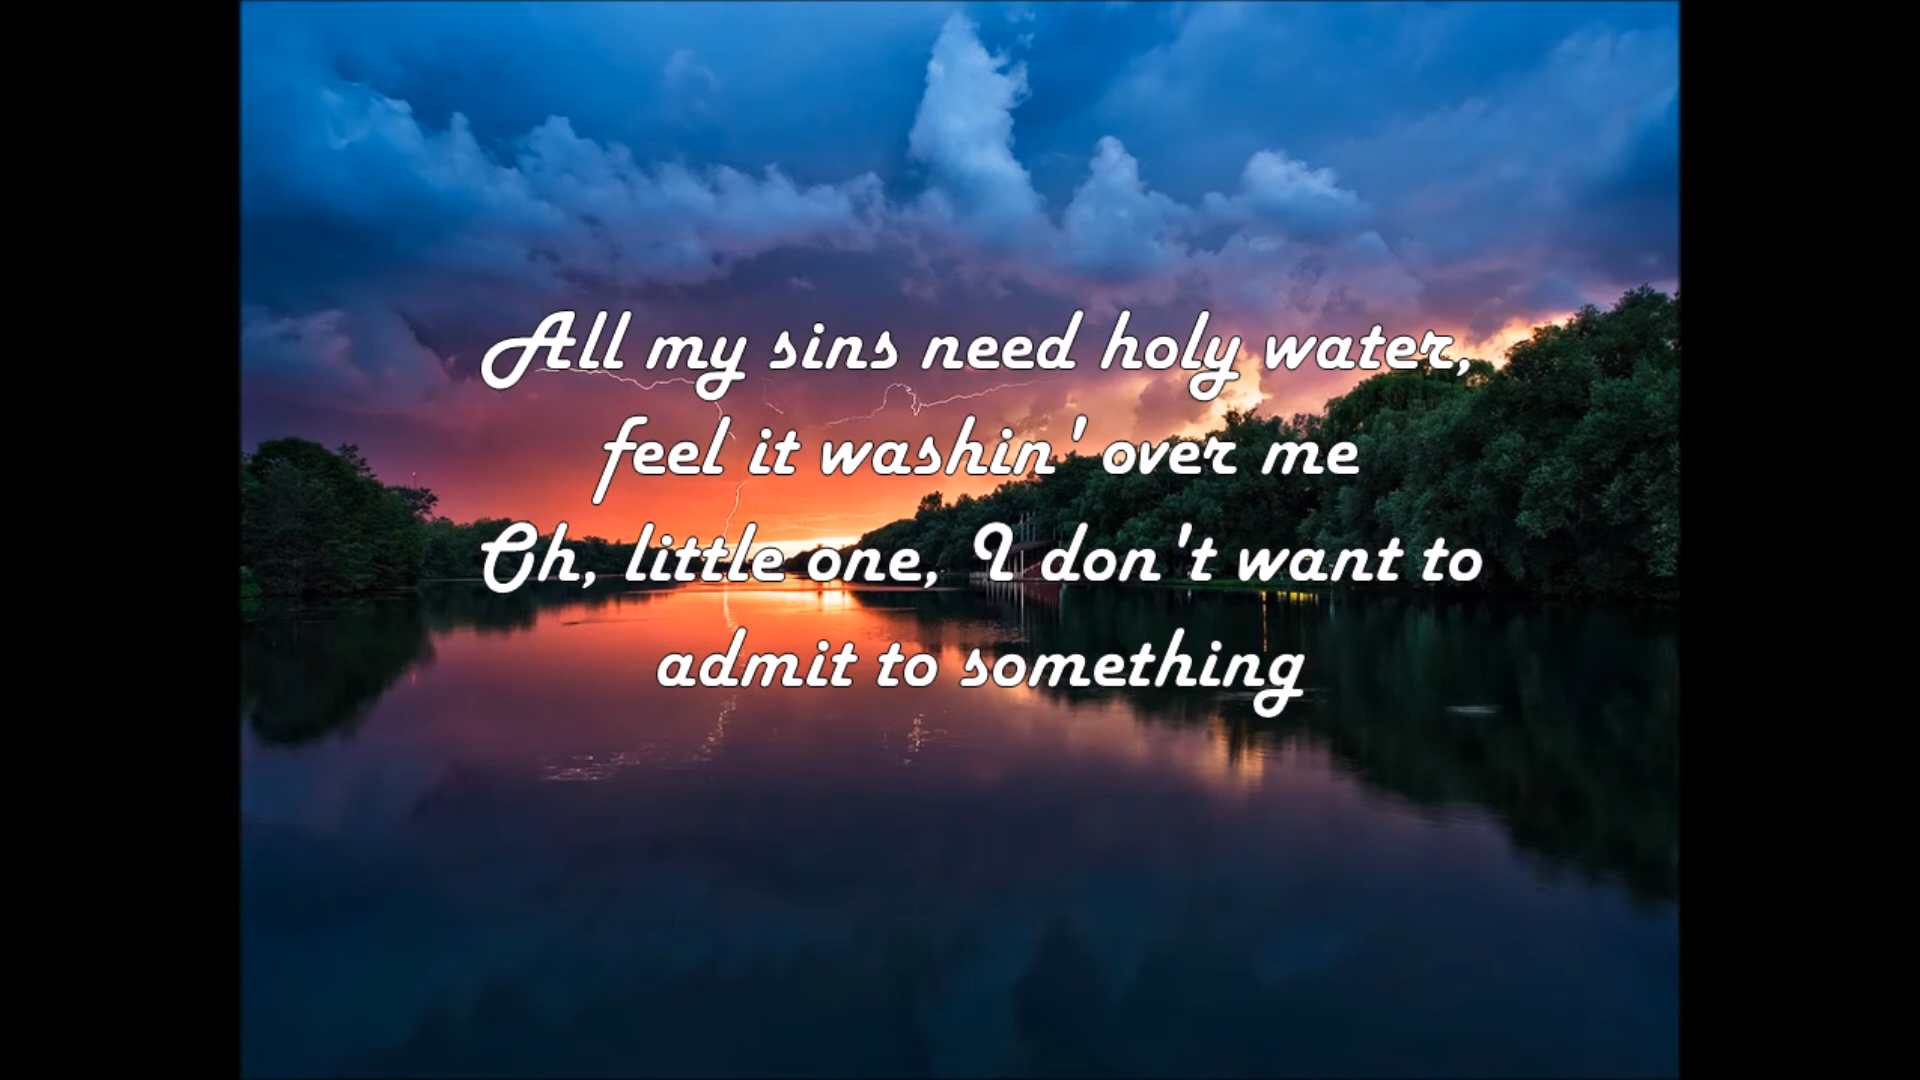 All my sins need holy water,
feel it washin' over me
Oh, little one, I don't want to
admit to something